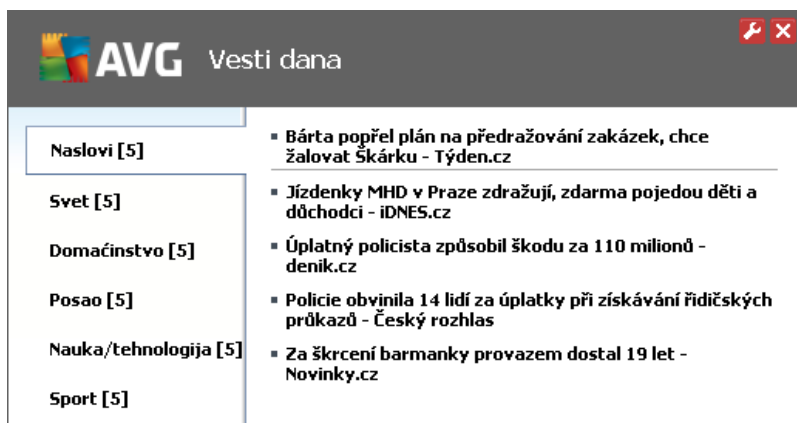 AVG Vesti dana
Naslovi [5]
Svet [5]
Domaćinstvo [5]
Posao [5]
Nauka/tehnologija [5]
Sport [5]
Bárta popřel plán na předražování zakázek, chce
žalovat Škárku - Týden.cz
Jízdenky MHD v Praze zdražují, zdarma pojedou děti a
důchodci - iDNES.cz
Úplatný policista způsobil škodu za 110 milionů -
denik.cz
Policie obvinila 14 lidí za úplatky při získávání řidičských
průkazů - Český rozhlas
Za škrcení barmanky provazem dostal 19 let -
Novinky.cz